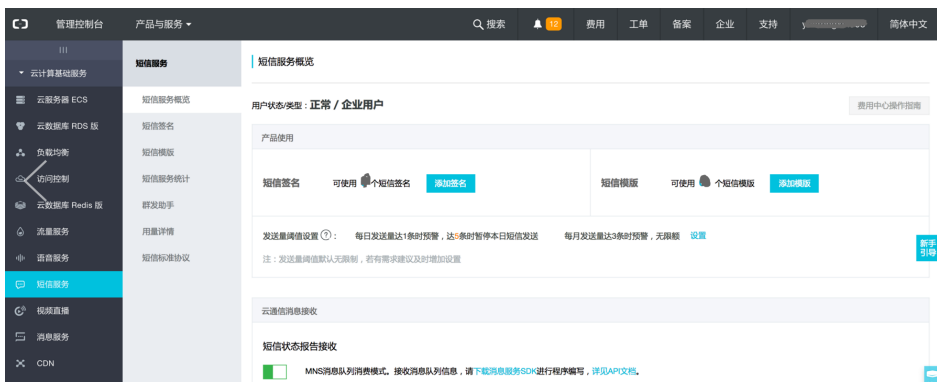 管理控制台 产品与服务 搜索 12 费用 工单 备案 企业 支持 简体中文
云计算基础服务
云服务器 ECS
云数据库 RDS 版
负载均衡
访问控制
云数据库 Redis 版
流量服务
语音服务
短信服务
视频直播
消息服务
CDN
短信服务
短信服务概览
短信签名
短信模版
短信服务统计
群发助手
用量详情
短信标准协议
短信服务概览
用户状态/类型：正常 / 企业用户 费用中心操作指南
产品使用
短信签名 可使用 个短信签名 添加签名 短信模版 可使用 个短信模版 添加模版
发送量阈值设置 ?： 每日发送量达1条时预警，达5条时暂停本日短信发送 每月发送量达3条时预警，无限额 设置
注：发送量阈值默认无限制，若有需求建议及时增加设置
新手
引导
云通信消息接收
短信状态报告接收
MNS消息队列消费模式。接收消息队列信息，请下载消息服务SDK进行程序编写，详见API文档。